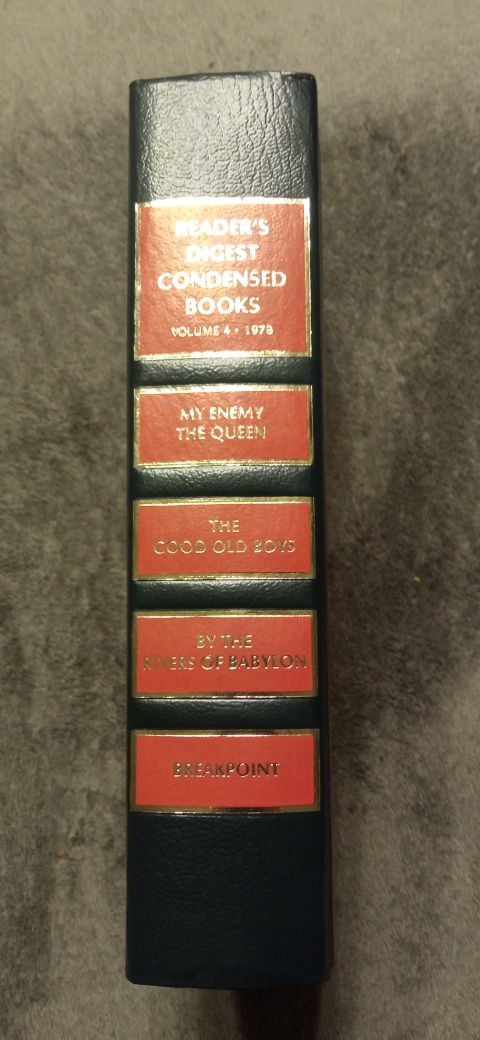 READER'S
DIGEST
CONDENSED
BOOKS
VOLUME 4 • 1978
MY ENEMY
THE QUEEN
THE
GOOD OLD BOYS
BY THE
RIVERS OF BABYLON
BREAKPOINT